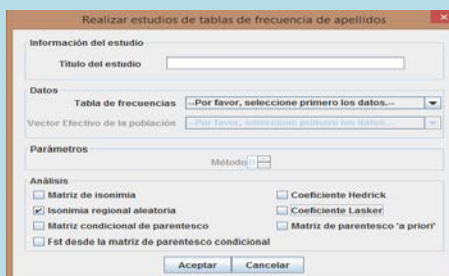 Realizar estudios de tablas de frecuencia de apellidos
Información del estudio
Título del estudio
Datos
Tabla de frecuencias --Por favor, seleccione primero los datos.--
Vector Efectivo de la población --Por favor, seleccione primero los datos.--
Parámetros
Método
Análisis
Matriz de isonimia Coeficiente Hedrick
Isonimia regional aleatoria Coeficiente Lasker
Matriz condicional de parentesco Matriz de parentesco 'a priori'
Fst desde la matriz de parentesco condicional
Aceptar Cancelar